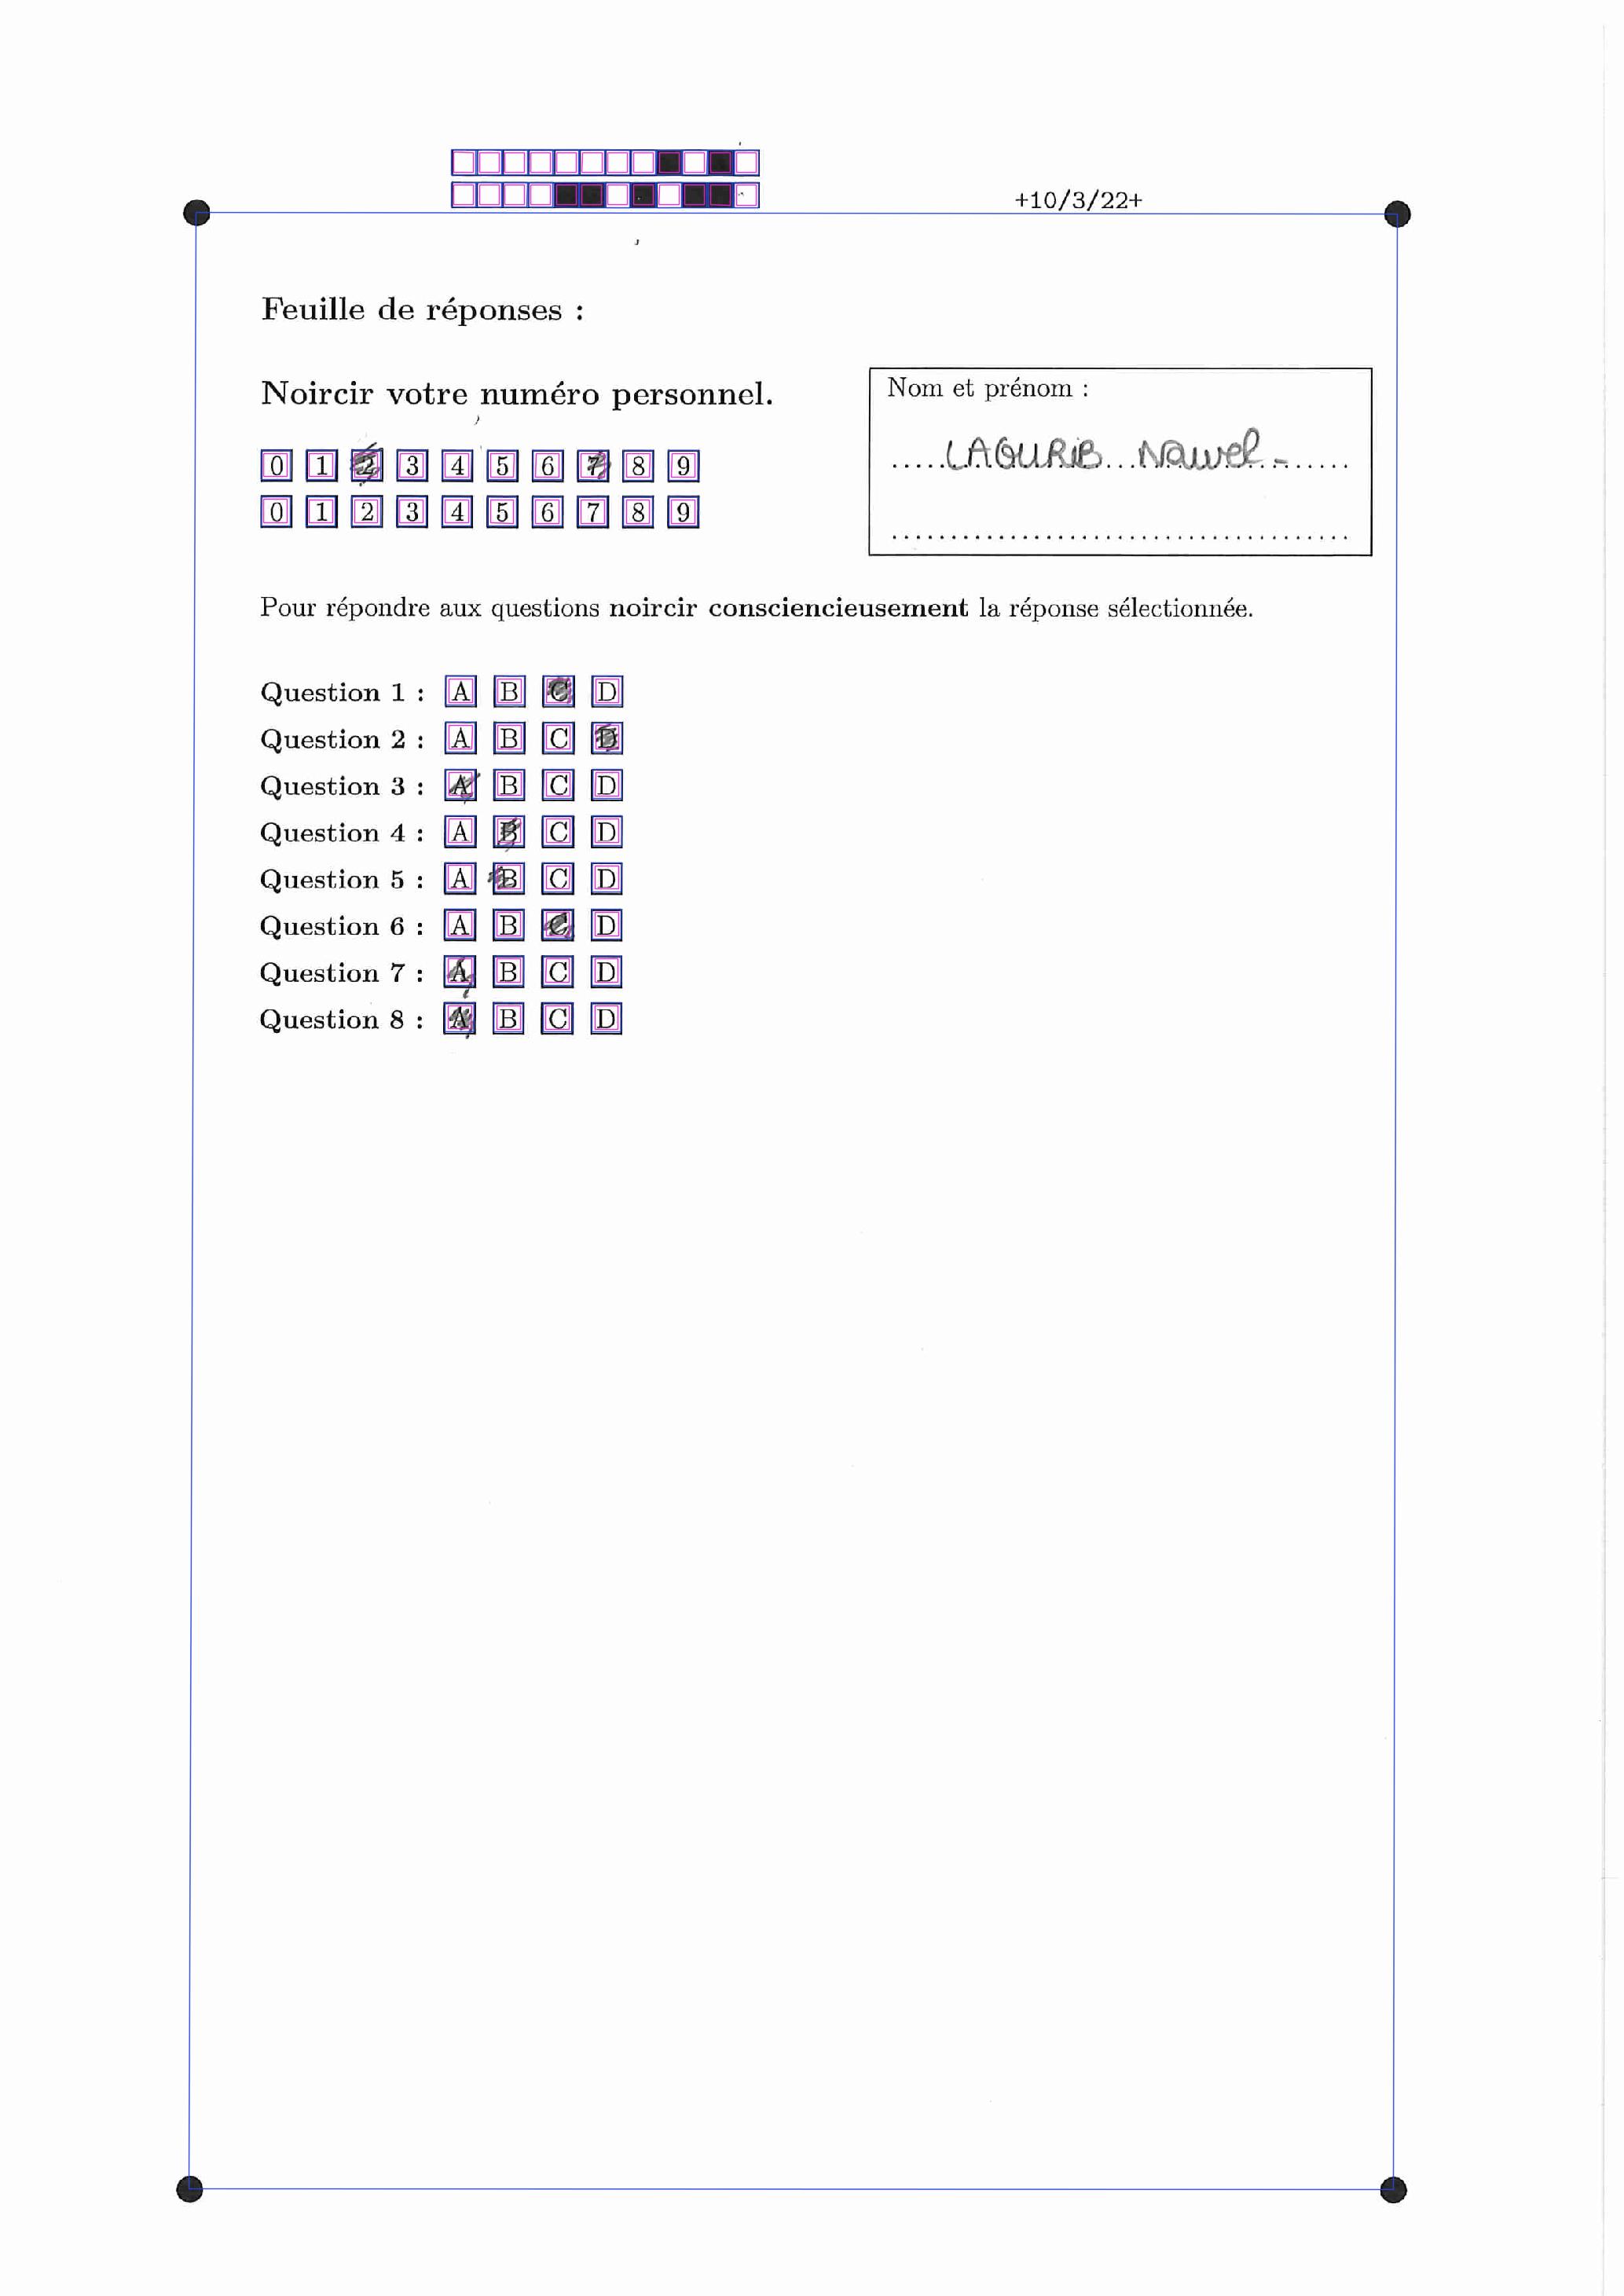 +10/3/22+
Feuille de réponses :
Noircir votre numéro personnel.
Nom et prénom :
LAOURIB Nawel
0 1 2 3 4 5 6 7 8 9
0 1 2 3 4 5 6 7 8 9
Pour répondre aux questions noircir consciencieusement la réponse sélectionnée.
Question 1 : A B C D
Question 2 : A B C D
Question 3 : A B C D
Question 4 : A B C D
Question 5 : A B C D
Question 6 : A B C D
Question 7 : A B C D
Question 8 : A B C D